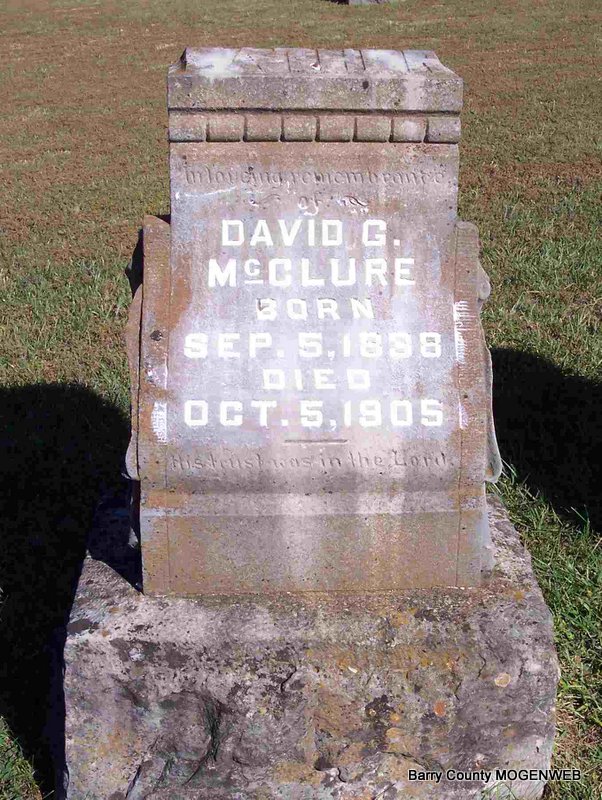 In loving remembrance
of
DAVID G.
McCLURE
BORN
SEP. 5, 1838
DIED
OCT. 5, 1905
His trust was in the Lord.
Barry County MOGENWEB